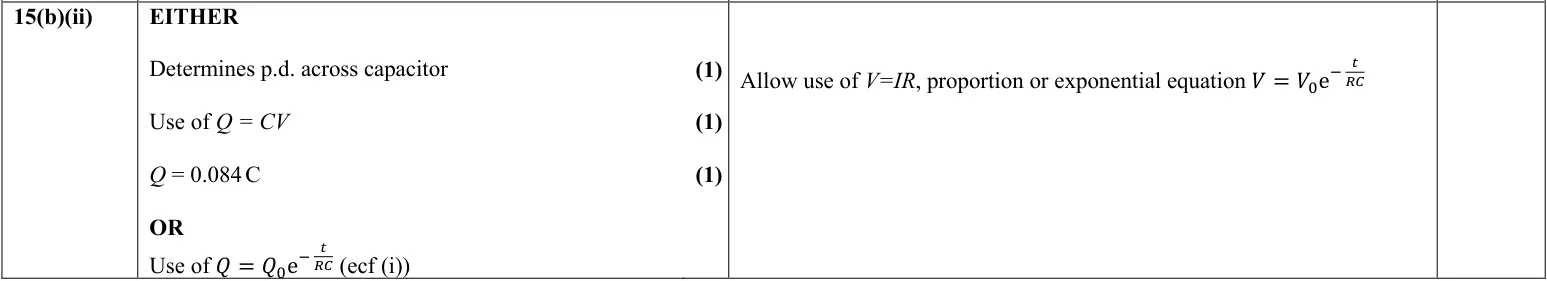 15(b)(ii) EITHER
Determines p.d. across capacitor (1) Allow use of V=IR, proportion or exponential equation V = V₀e^(−t/RC)
Use of Q = CV (1)
Q = 0.084 C (1)
OR
Use of Q = Q₀e^(−t/RC) (ecf (i))